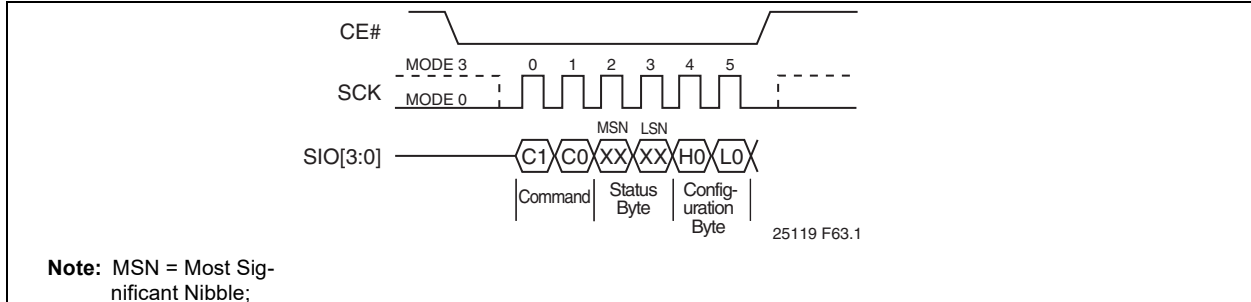 CE#
MODE 3
0 1 2 3 4 5
SCK
MODE 0
MSN LSN
SIO[3:0]
C1 C0 XX XX H0 L0
Command
Status
Byte
Config-
uration
Byte
25119 F63.1
Note: MSN = Most Sig-
nificant Nibble;